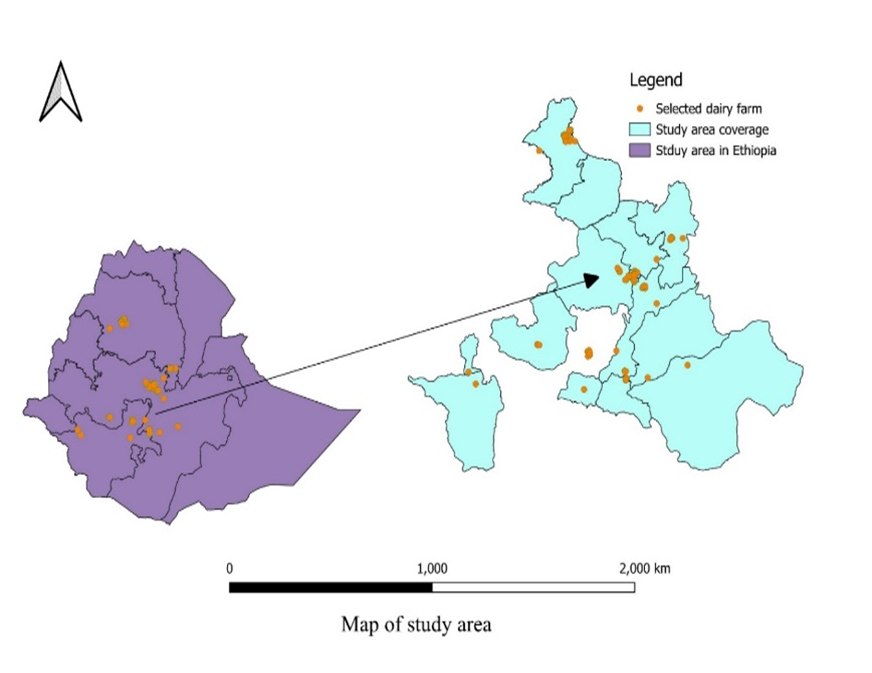 Legend
Selected dairy farm
Study area coverage
Stduy area in Ethiopia
0 1,000 2,000 km
Map of study area